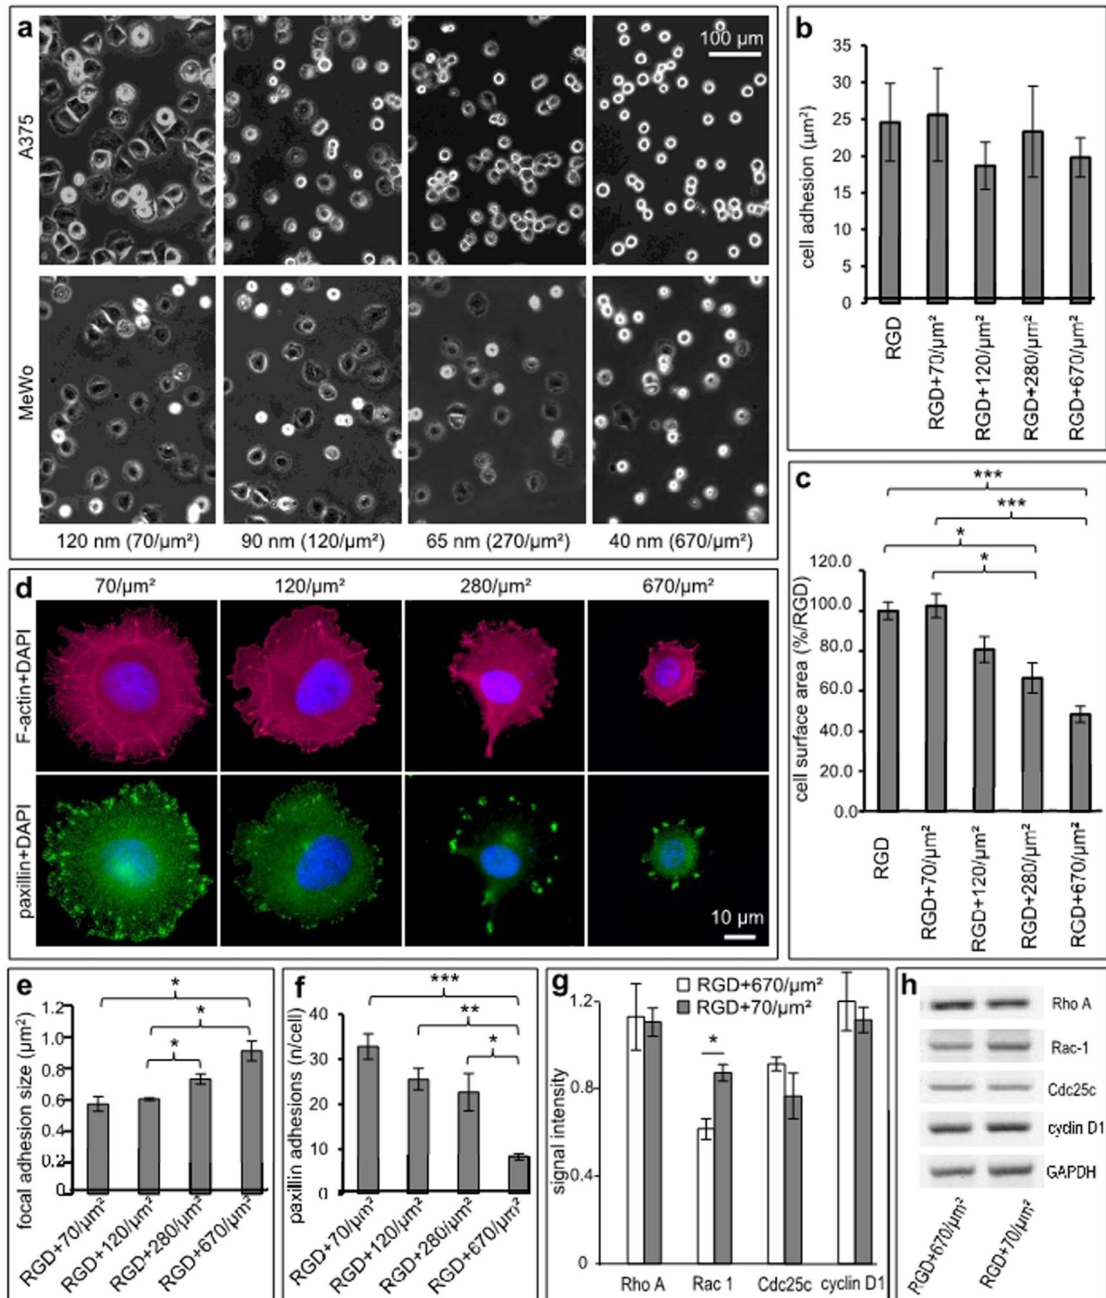 a
A375
100 µm
MeWo
120 nm (70/µm²)
90 nm (120/µm²)
65 nm (270/µm²)
40 nm (670/µm²)
b
cell adhesion (µm²)
40
35
30
25
20
15
10
5
0
RGD
RGD+70/µm²
RGD+120/µm²
RGD+280/µm²
RGD+670/µm²
c
***
***
*
*
cell surface area (%/RGD)
120.0
100.0
80.0
60.0
40.0
20.0
0.0
RGD
RGD+70/µm²
RGD+120/µm²
RGD+280/µm²
RGD+670/µm²
d
70/µm²
120/µm²
280/µm²
670/µm²
F-actin+DAPI
paxillin+DAPI
10 µm
e
focal adhesion size (µm²)
1.2
1.0
0.8
0.6
0.4
0.2
0
*
*
*
RGD+70/µm²
RGD+120/µm²
RGD+280/µm²
RGD+670/µm²
f
paxillin adhesions (n/cell)
40
30
20
10
0
***
**
*
RGD+70/µm²
RGD+120/µm²
RGD+280/µm²
RGD+670/µm²
g
RGD+670/µm²
RGD+70/µm²
signal intensity
1.2
0.8
0.4
0
*
Rho A
Rac 1
Cdc25c
cyclin D1
h
Rho A
Rac-1
Cdc25c
cyclin D1
GAPDH
RGD+670/µm²
RGD+70/µm²